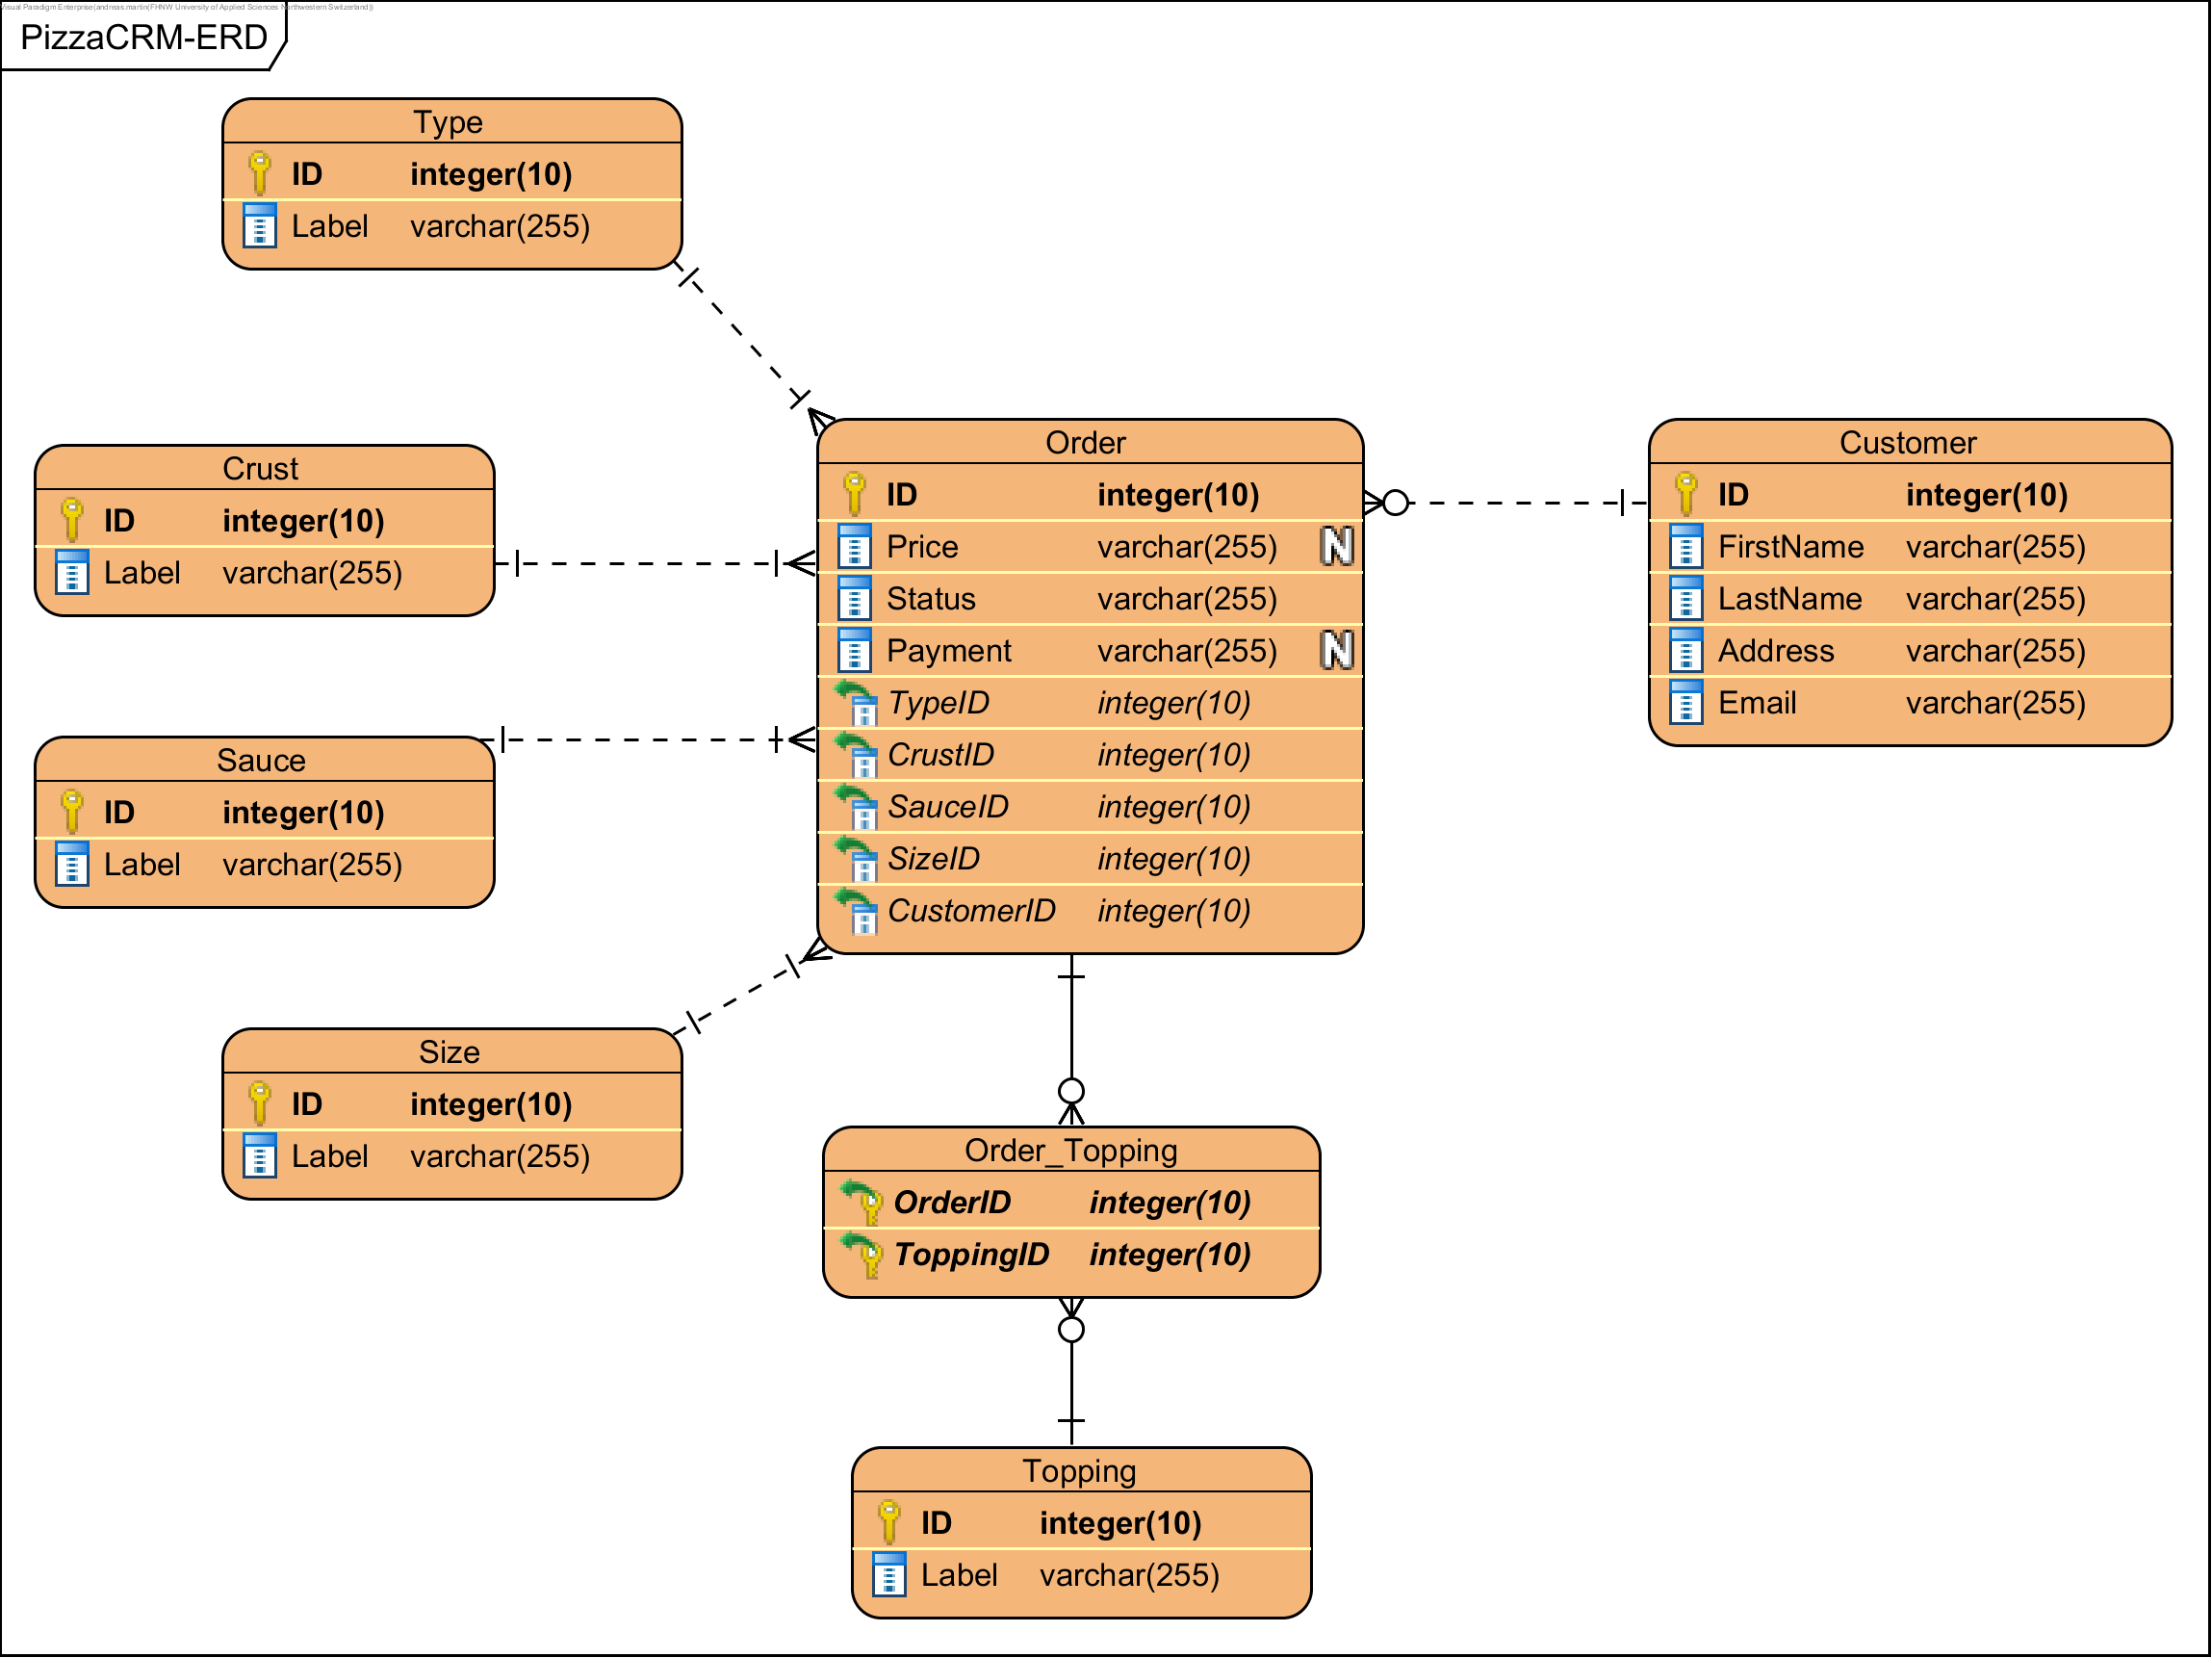 Visual Paradigm Enterprise(andreas.martin(FHNW University of Applied Sciences Northwestern Switzerland))
PizzaCRM-ERD
Type
ID integer(10)
Label varchar(255)
Crust
ID integer(10)
Label varchar(255)
Sauce
ID integer(10)
Label varchar(255)
Size
ID integer(10)
Label varchar(255)
Order
ID integer(10)
Price varchar(255) N
Status varchar(255)
Payment varchar(255) N
TypeID integer(10)
CrustID integer(10)
SauceID integer(10)
SizeID integer(10)
CustomerID integer(10)
Customer
ID integer(10)
FirstName varchar(255)
LastName varchar(255)
Address varchar(255)
Email varchar(255)
Order_Topping
OrderID integer(10)
ToppingID integer(10)
Topping
ID integer(10)
Label varchar(255)